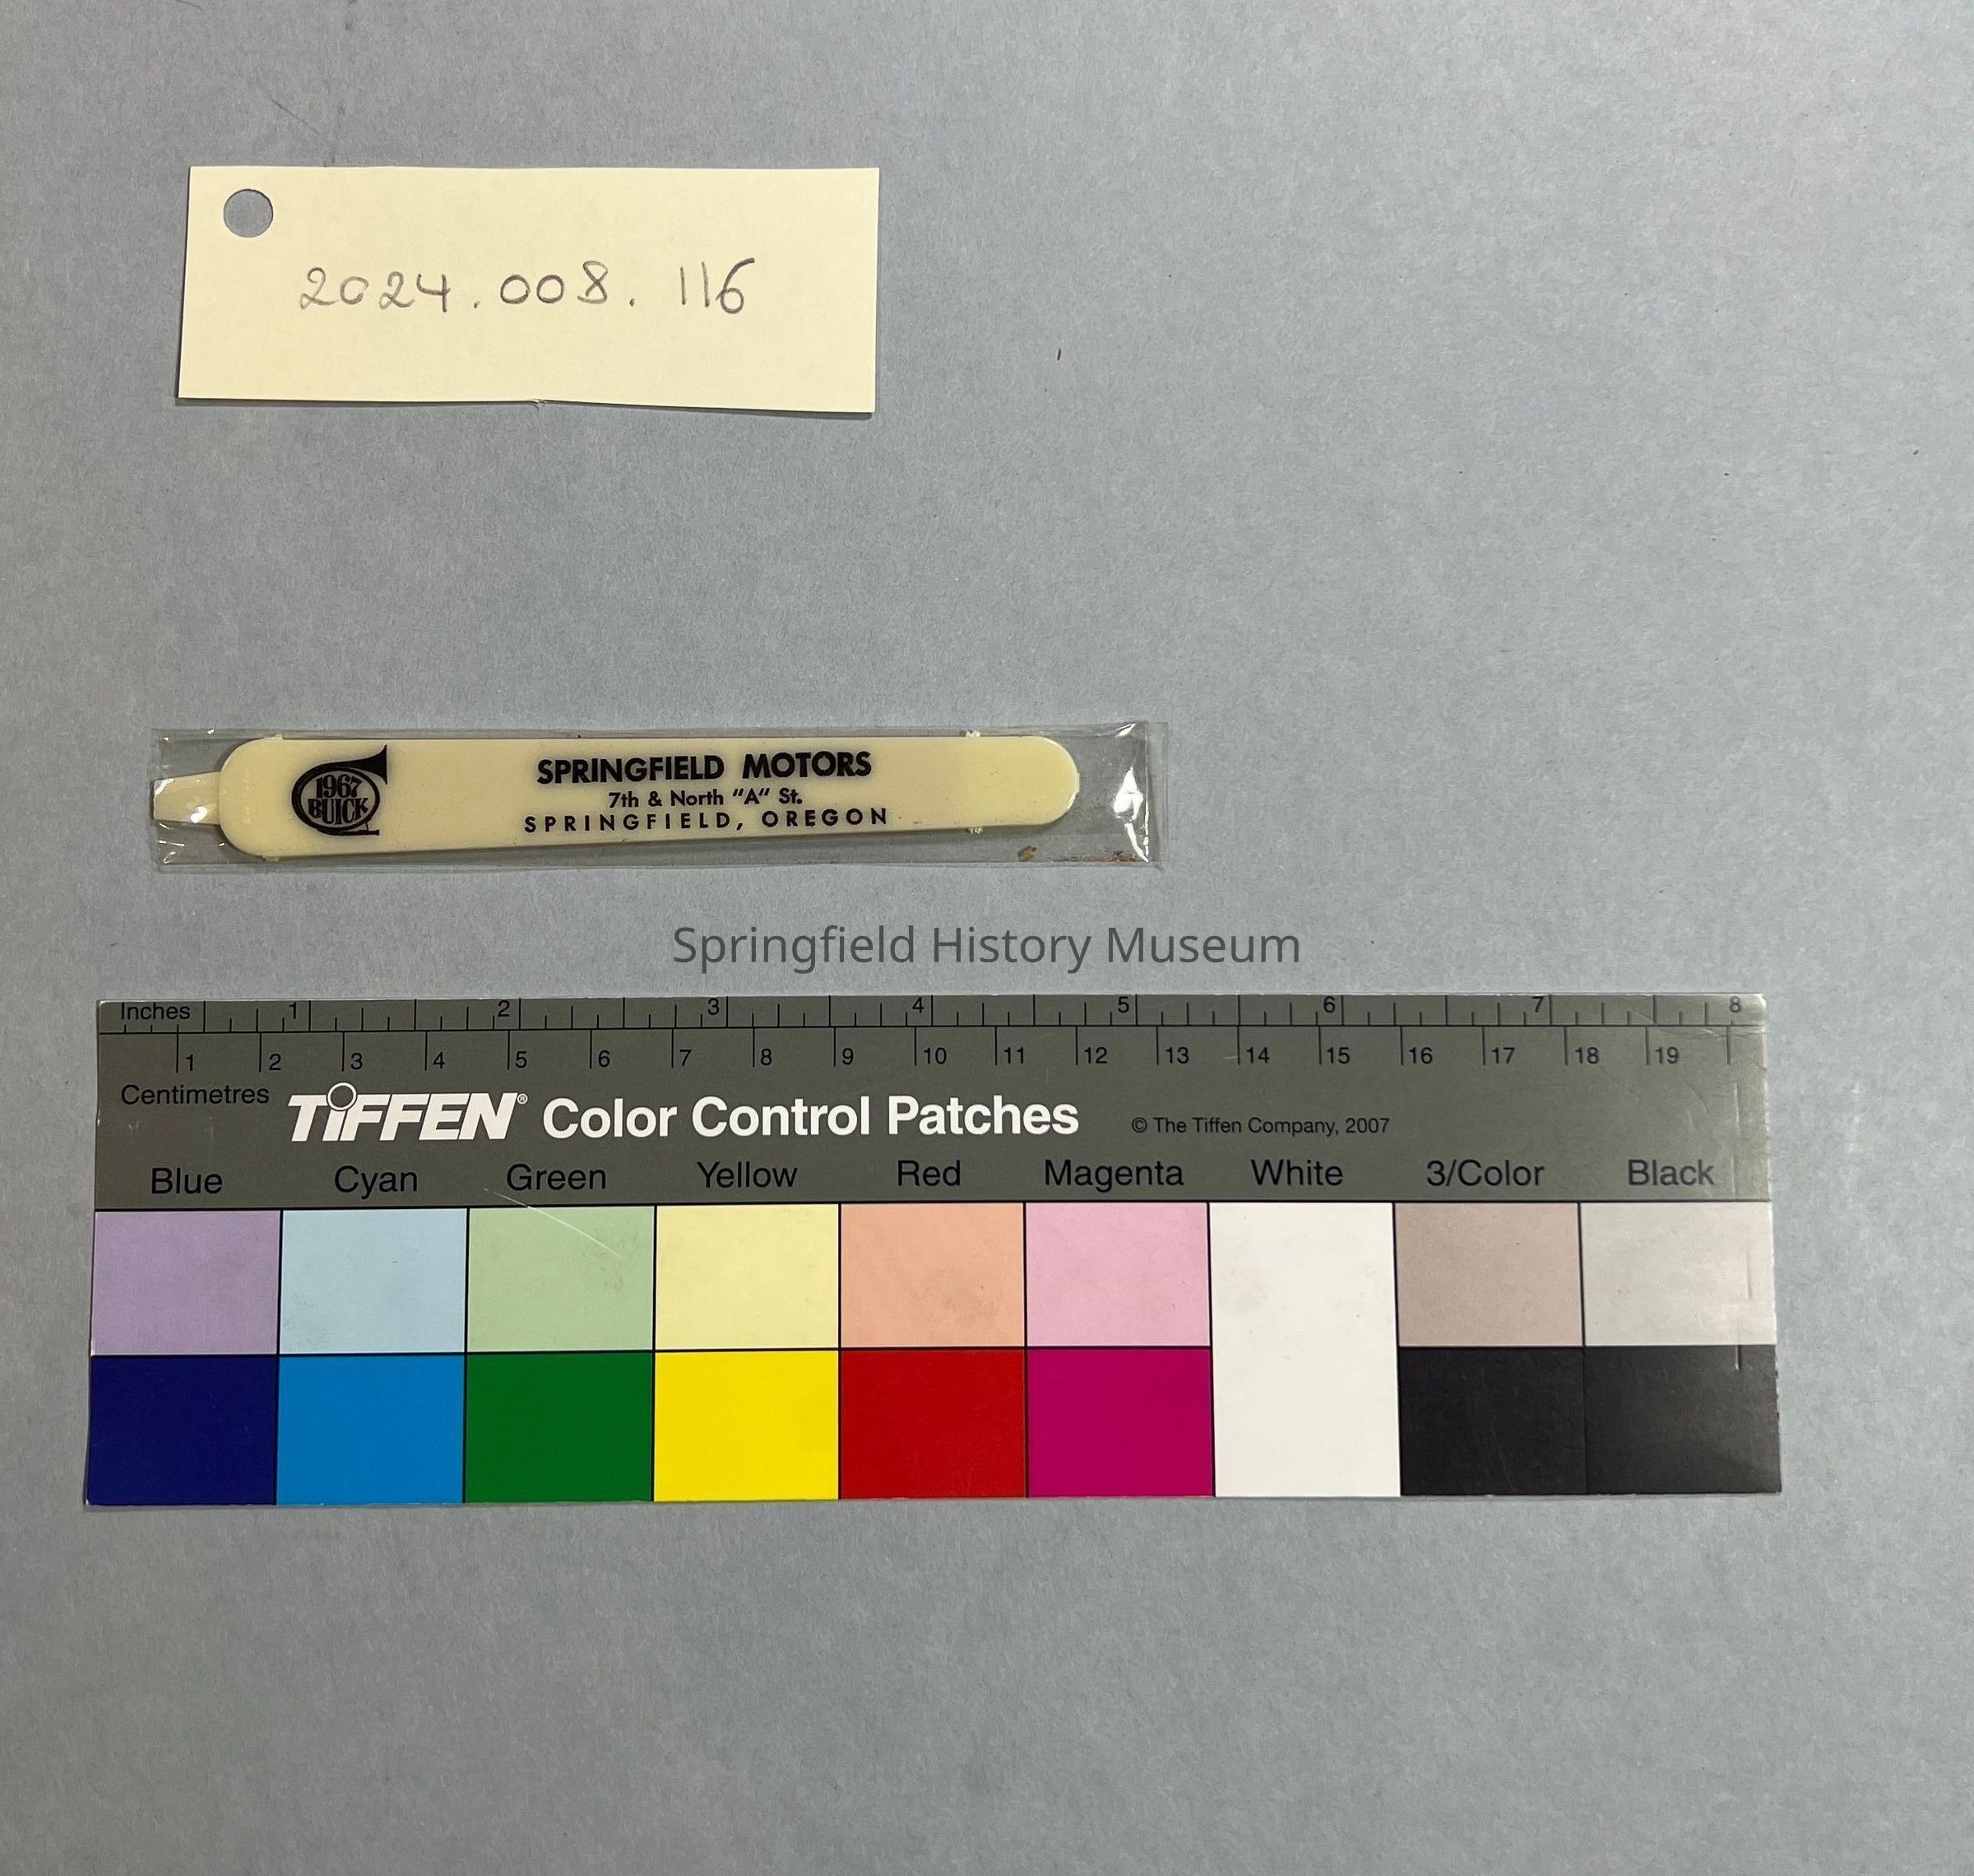 2024.008.116
1967
BUICK
SPRINGFIELD MOTORS
7th & North "A" St.
SPRINGFIELD, OREGON
Springfield History Museum
Inches 1 2 3 4 5 6 7 8
1 2 3 4 5 6 7 8 9 10 11 12 13 14 15 16 17 18 19
Centimetres
TIFFEN® Color Control Patches © The Tiffen Company, 2007
Blue Cyan Green Yellow Red Magenta White 3/Color Black